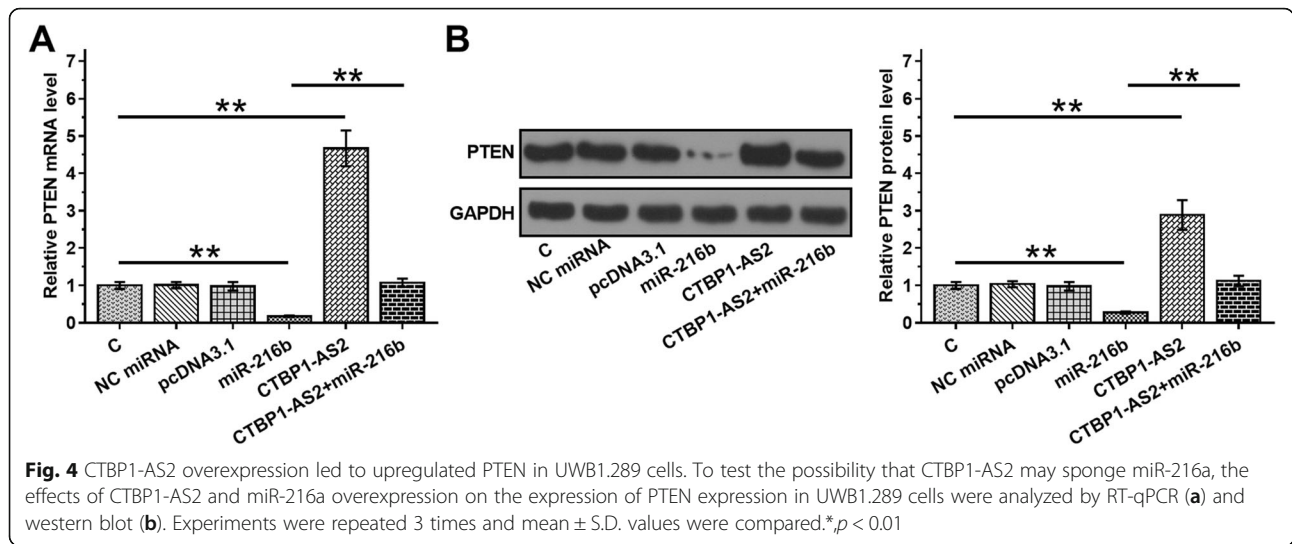 A
Relative PTEN mRNA level
7
6
5
4
3
2
1
0
**
**
**
C
NC miRNA
pcDNA3.1
miR-216b
CTBP1-AS2
CTBP1-AS2+miR-216b
B
PTEN
GAPDH
C
NC miRNA
pcDNA3.1
miR-216b
CTBP1-AS2
CTBP1-AS2+miR-216b
Relative PTEN protein level
7
6
5
4
3
2
1
0
**
**
**
C
NC miRNA
pcDNA3.1
miR-216b
CTBP1-AS2
CTBP1-AS2+miR-216b
Fig. 4 CTBP1-AS2 overexpression led to upregulated PTEN in UWB1.289 cells. To test the possibility that CTBP1-AS2 may sponge miR-216a, the
effects of CTBP1-AS2 and miR-216a overexpression on the expression of PTEN expression in UWB1.289 cells were analyzed by RT-qPCR (a) and
western blot (b). Experiments were repeated 3 times and mean ± S.D. values were compared.*,p < 0.01